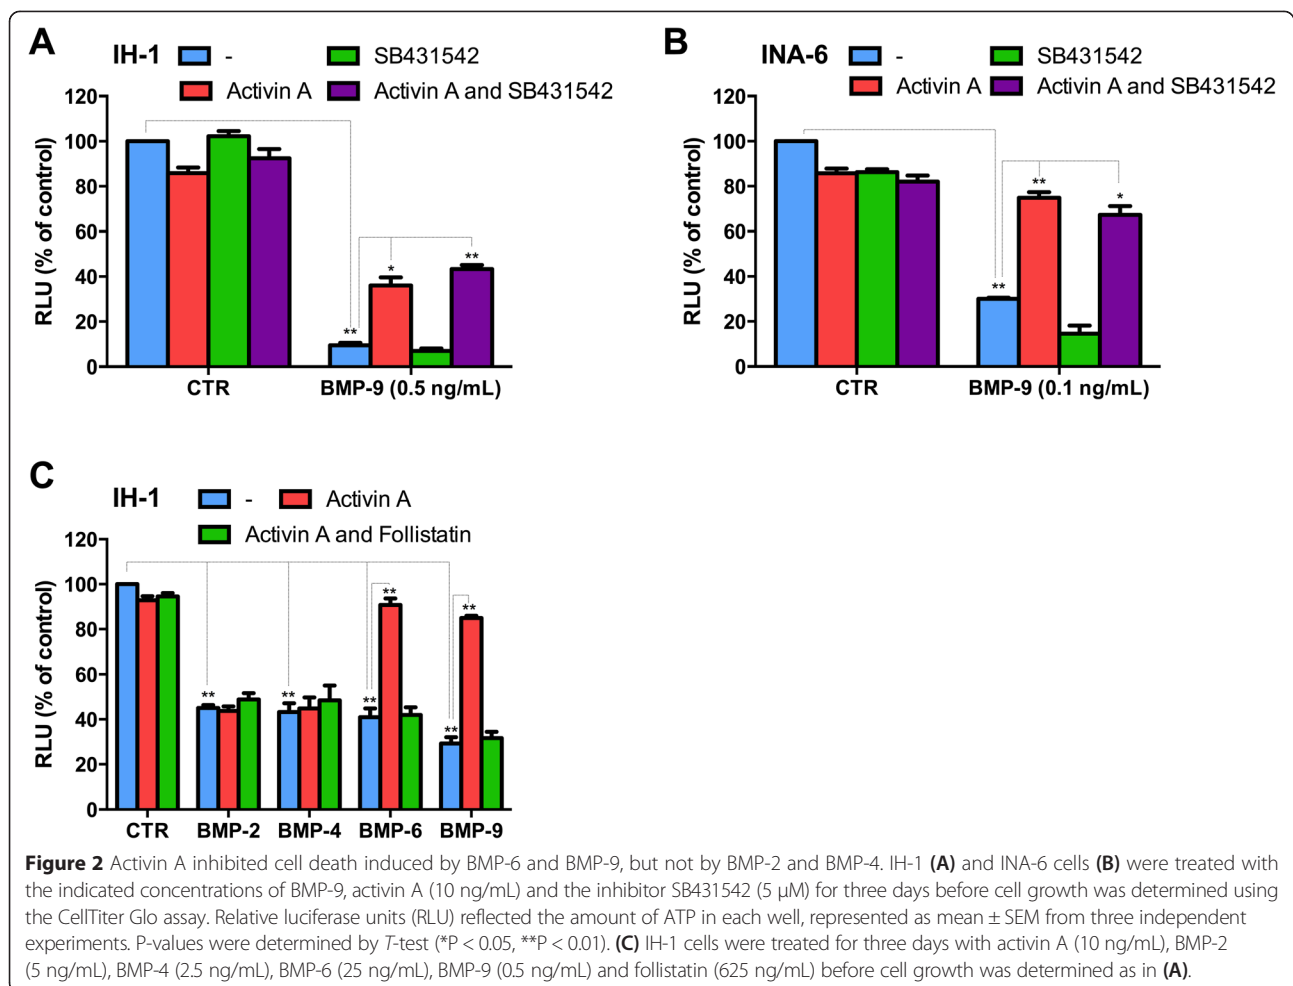 A
IH-1
-
SB431542
Activin A
Activin A and SB431542
RLU (% of control)
120
100
80
60
40
20
0
**
*
**
CTR
BMP-9 (0.5 ng/mL)
B
INA-6
-
SB431542
Activin A
Activin A and SB431542
RLU (% of control)
120
100
80
60
40
20
0
**
**
*
CTR
BMP-9 (0.1 ng/mL)
C
IH-1
-
Activin A
Activin A and Follistatin
RLU (% of control)
120
100
80
60
40
20
0
**
**
**
**
**
**
CTR
BMP-2
BMP-4
BMP-6
BMP-9
Figure 2 Activin A inhibited cell death induced by BMP-6 and BMP-9, but not by BMP-2 and BMP-4. IH-1 (A) and INA-6 cells (B) were treated with
the indicated concentrations of BMP-9, activin A (10 ng/mL) and the inhibitor SB431542 (5 μM) for three days before cell growth was determined using
the CellTiter Glo assay. Relative luciferase units (RLU) reflected the amount of ATP in each well, represented as mean ± SEM from three independent
experiments. P-values were determined by T-test (*P < 0.05, **P < 0.01). (C) IH-1 cells were treated for three days with activin A (10 ng/mL), BMP-2
(5 ng/mL), BMP-4 (2.5 ng/mL), BMP-6 (25 ng/mL), BMP-9 (0.5 ng/mL) and follistatin (625 ng/mL) before cell growth was determined as in (A).